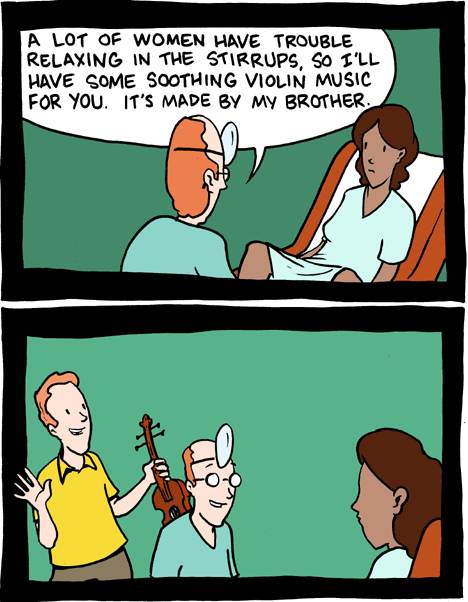 A LOT OF WOMEN HAVE TROUBLE
RELAXING IN THE STIRRUPS, SO I'LL
HAVE SOME SOOTHING VIOLIN MUSIC
FOR YOU. IT'S MADE BY MY BROTHER.